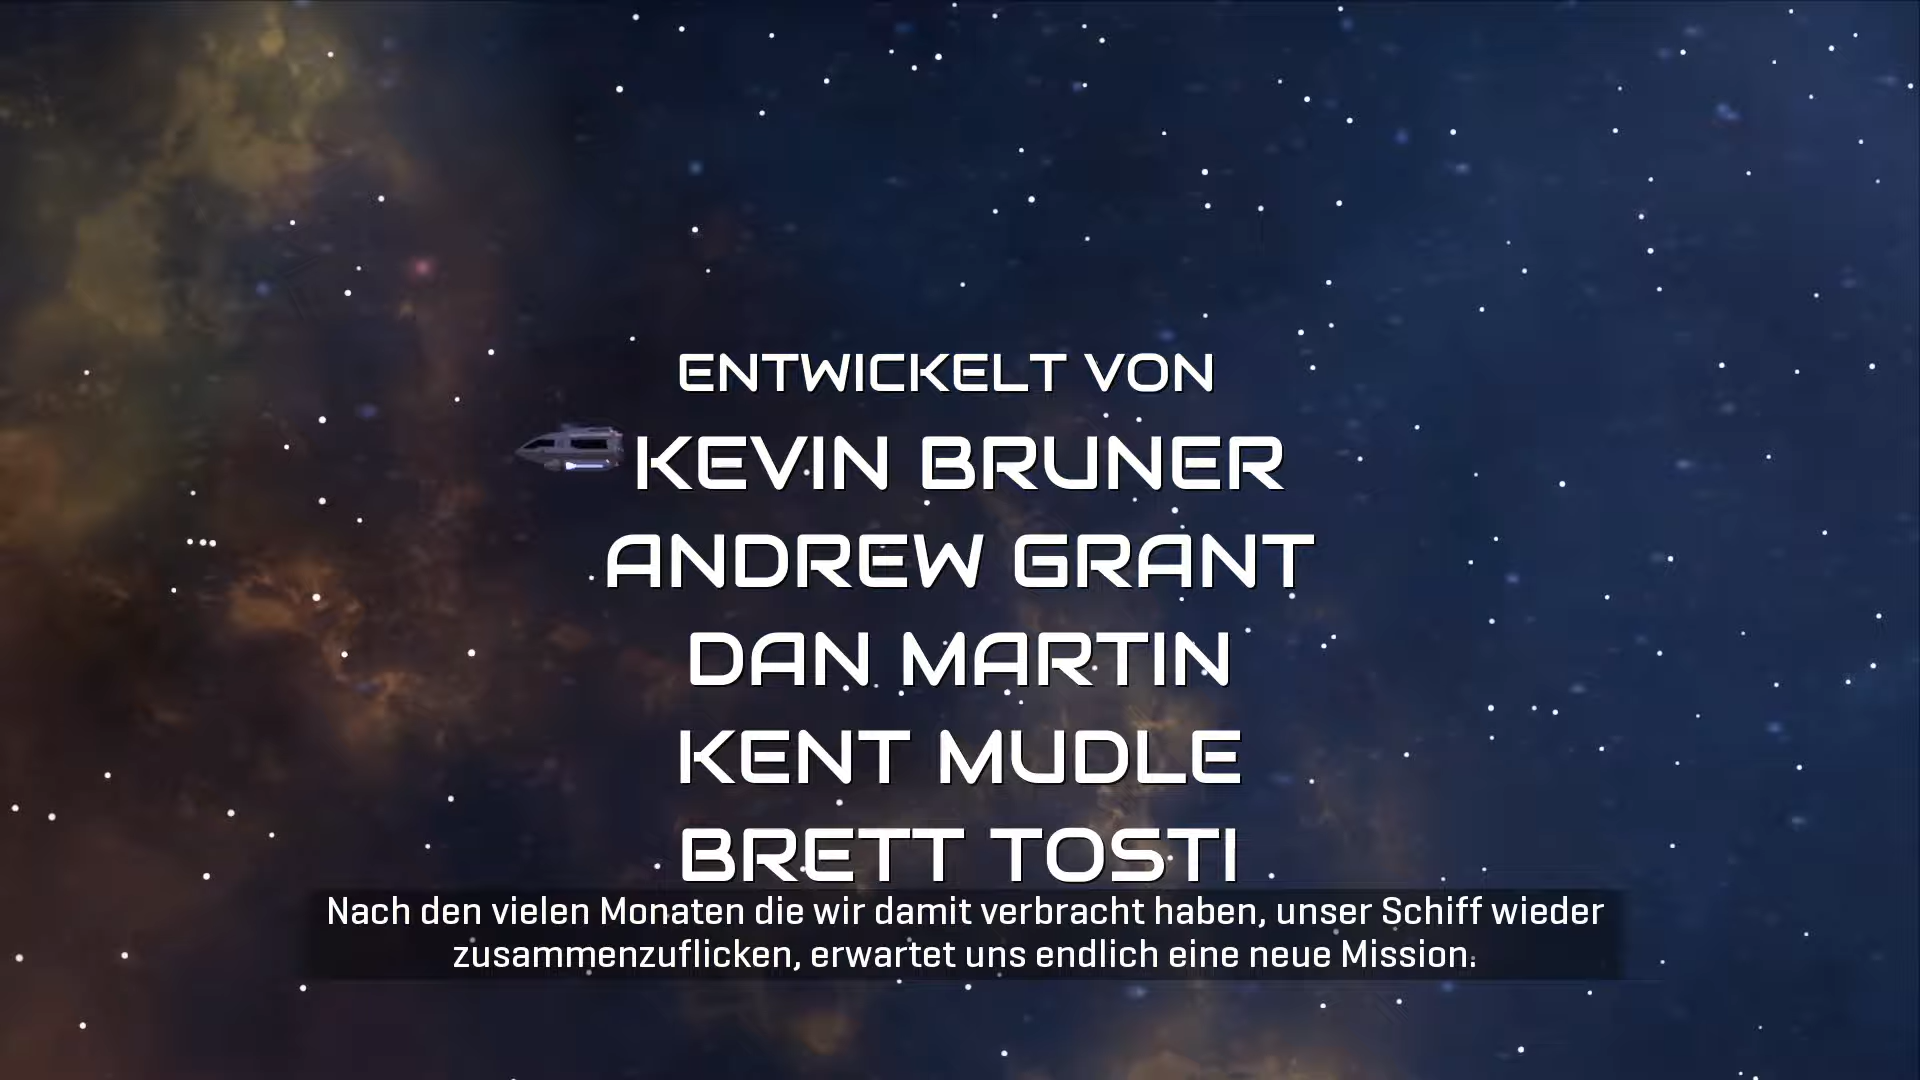 ENTWICKELT VON
KEVIN BRUNER
ANDREW GRANT
DAN MARTIN
KENT MUDLE
BRETT TOSTI
Nach den vielen Monaten die wir damit verbracht haben, unser Schiff wieder
zusammenzuflicken, erwartet uns endlich eine neue Mission.